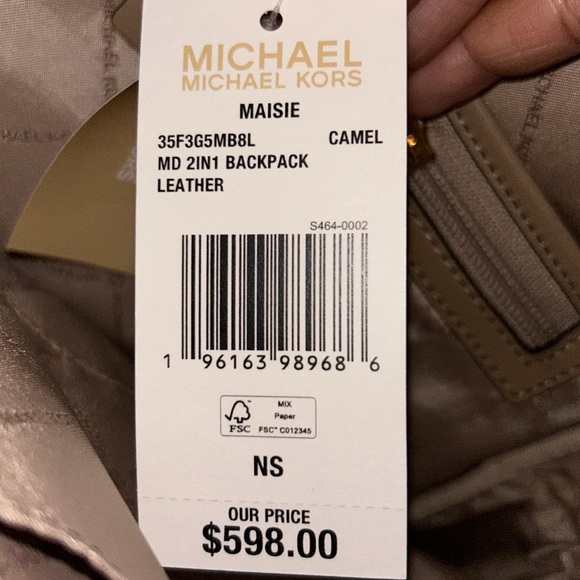 MICHAEL
MICHAEL KORS
MAISIE
35F3G5MB8L CAMEL
MD 2IN1 BACKPACK
LEATHER
S464-0002
1 96163 98968 6
FSC
MIX
Paper
FSC™ C012345
NS
OUR PRICE
$598.00